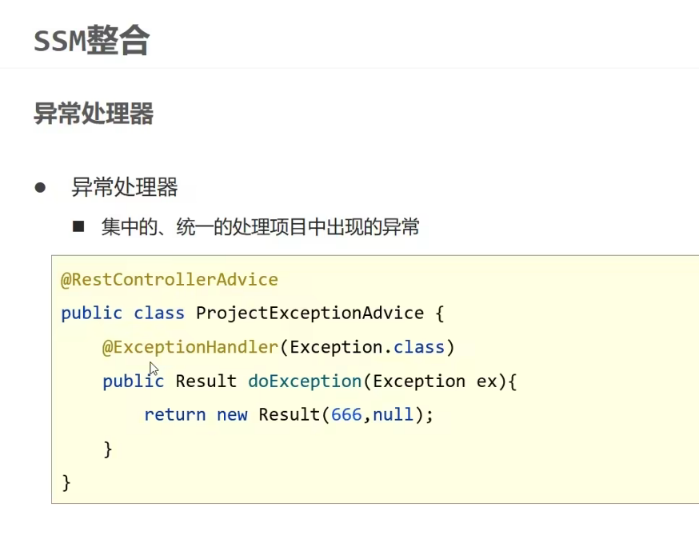 SSM整合
异常处理器
● 异常处理器
■ 集中的、统一的处理项目中出现的异常
@RestControllerAdvice
public class ProjectExceptionAdvice {
    @ExceptionHandler(Exception.class)
    public Result doException(Exception ex){
        return new Result(666,null);
    }
}